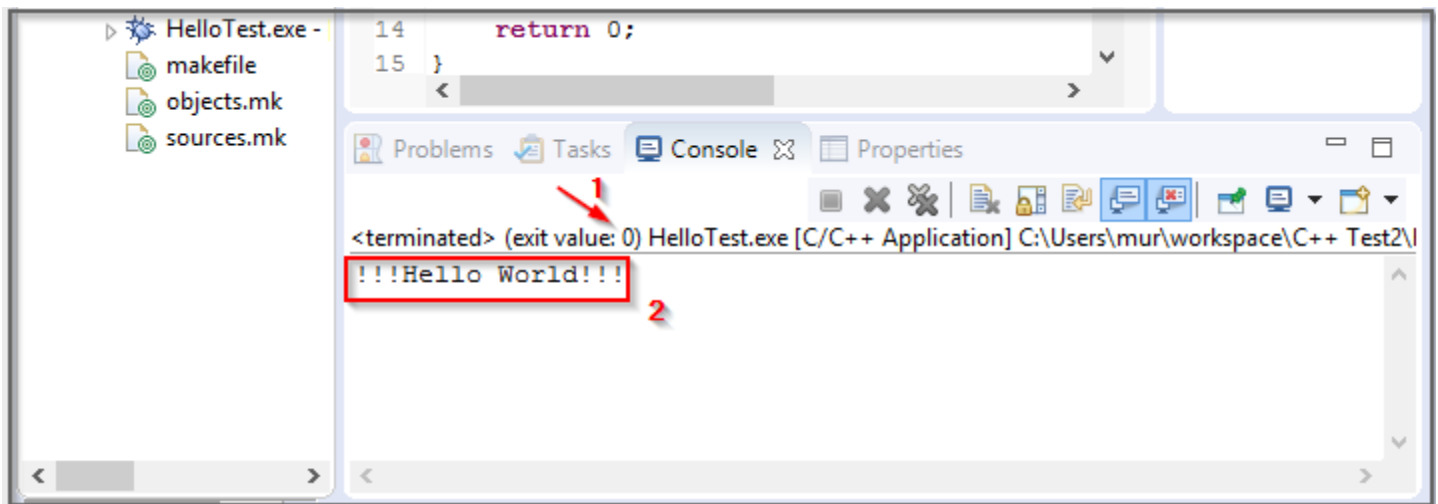 HelloTest.exe -
makefile
objects.mk
sources.mk
14 return 0;
15 }
Problems Tasks Console Properties
1
<terminated> (exit value: 0) HelloTest.exe [C/C++ Application] C:\Users\mur\workspace\C++ Test2\
!!!Hello World!!!
2